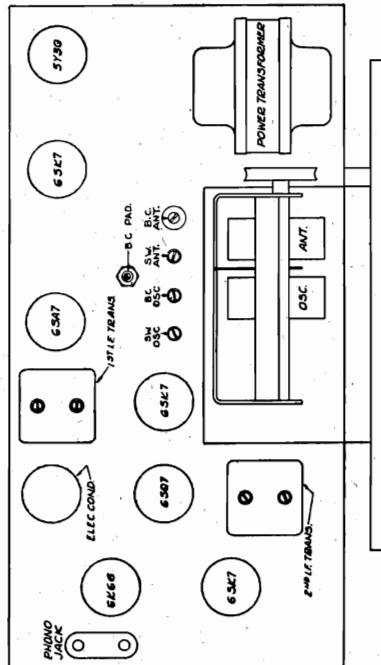 5Y3G
POWER TRANSFORMER
6SK7
B.C. PAD.
B.C.
ANT.
SW.
ANT.
BC
OSC
SW
OSC
ANT.
OSC.
6SA7
1ST I.F. TRANS.
6SK7
ELEC COND.
6SQ7
2ND I.F. TRANS.
6K6G
6SK7
PHONO
JACK